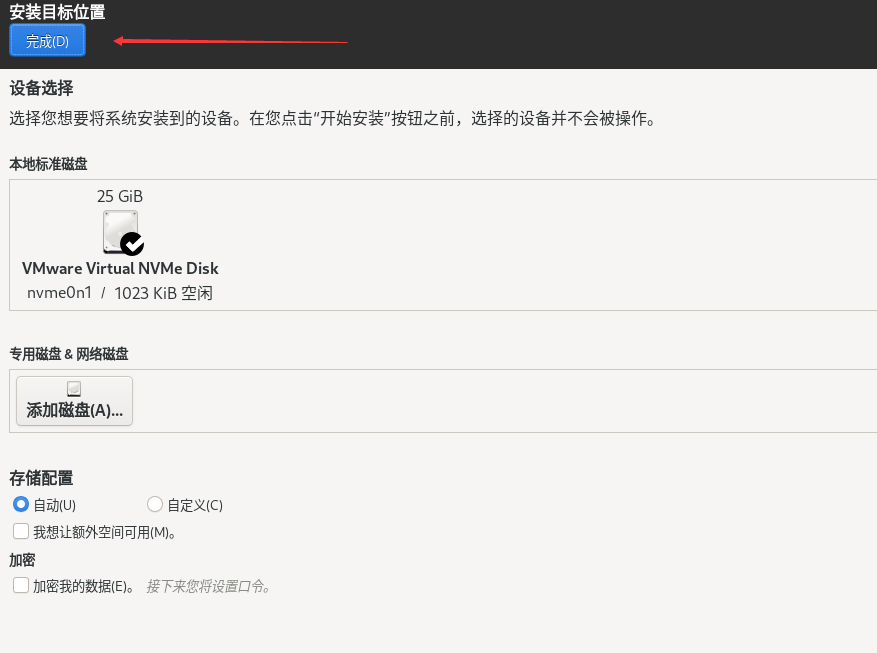 安装目标位置
完成(D)
设备选择
选择您想要将系统安装到的设备。在您点击“开始安装”按钮之前，选择的设备并不会被操作。
本地标准磁盘
25 GiB
VMware Virtual NVMe Disk
nvme0n1 / 1023 KiB 空闲
专用磁盘 & 网络磁盘
添加磁盘(A)...
存储配置
自动(U) 自定义(C)
我想让额外空间可用(M)。
加密
加密我的数据(E)。 接下来您将设置口令。